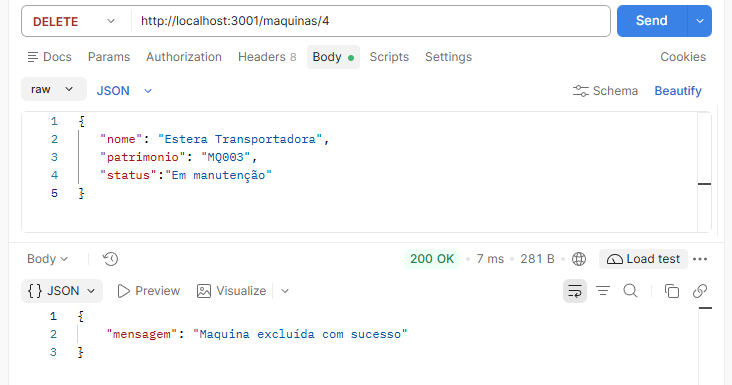 DELETE http://localhost:3001/maquinas/4 Send
Docs Params Authorization Headers 8 Body Scripts Settings Cookies
raw JSON Schema Beautify
1 {
2 "nome": "Estera Transportadora",
3 "patrimonio": "MQ003",
4 "status":"Em manutenção"
5 }
Body 200 OK • 7 ms • 281 B • Load test
{} JSON Preview Visualize
1 {
2 "mensagem": "Maquina excluída com sucesso"
3 }